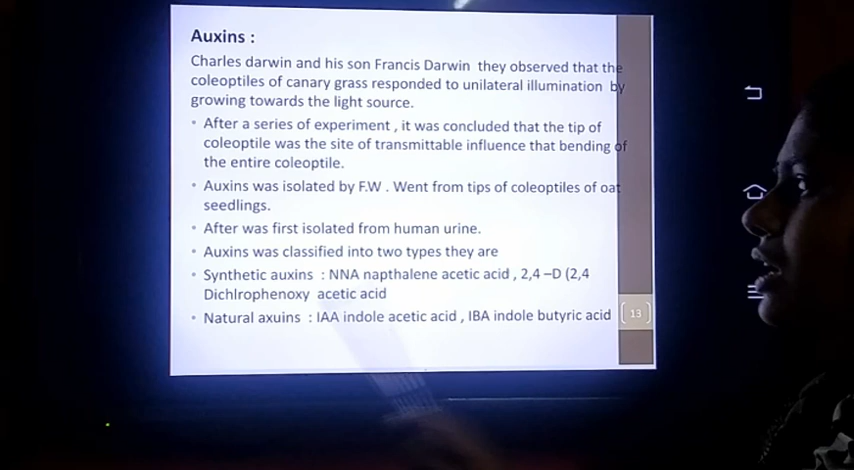 Auxins :
Charles darwin and his son Francis Darwin they observed that the
coleoptiles of canary grass responded to unilateral illumination by
growing towards the light source.
• After a series of experiment , it was concluded that the tip of
coleoptile was the site of transmittable influence that bending of
the entire coleoptile.
• Auxins was isolated by F.W . Went from tips of coleoptiles of oat
seedlings.
• After was first isolated from human urine.
• Auxins was classified into two types they are
• Synthetic auxins : NNA napthalene acetic acid , 2,4 –D (2,4
Dichlrophenoxy acetic acid
• Natural axuins : IAA indole acetic acid , IBA indole butyric acid
13